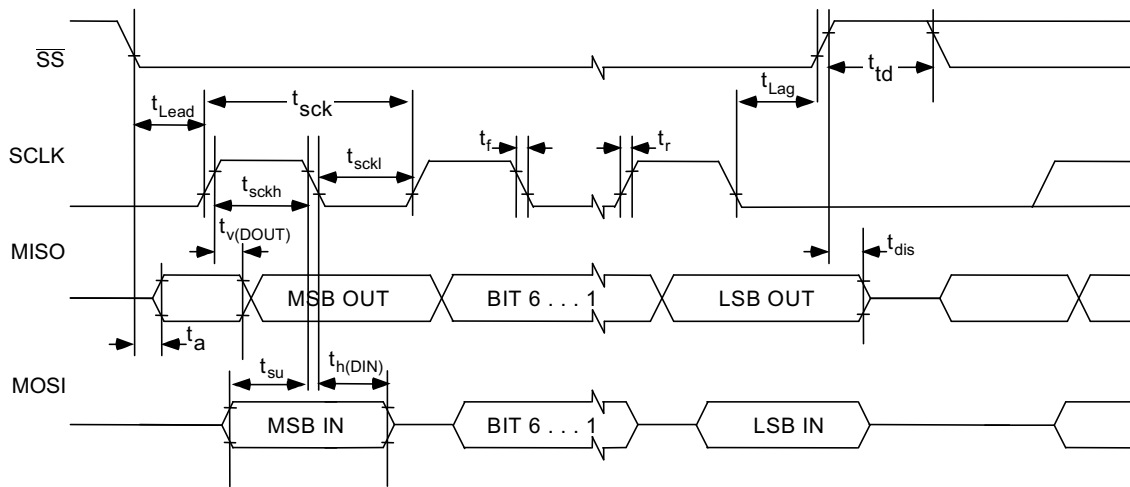 SS
t_td
t_Lead
t_sck
t_Lag
SCLK
t_f
t_r
t_sckl
t_sckh
t_v(DOUT)
MISO
t_dis
MSB OUT
BIT 6 . . . 1
LSB OUT
t_a
t_su
t_h(DIN)
MOSI
MSB IN
BIT 6 . . . 1
LSB IN